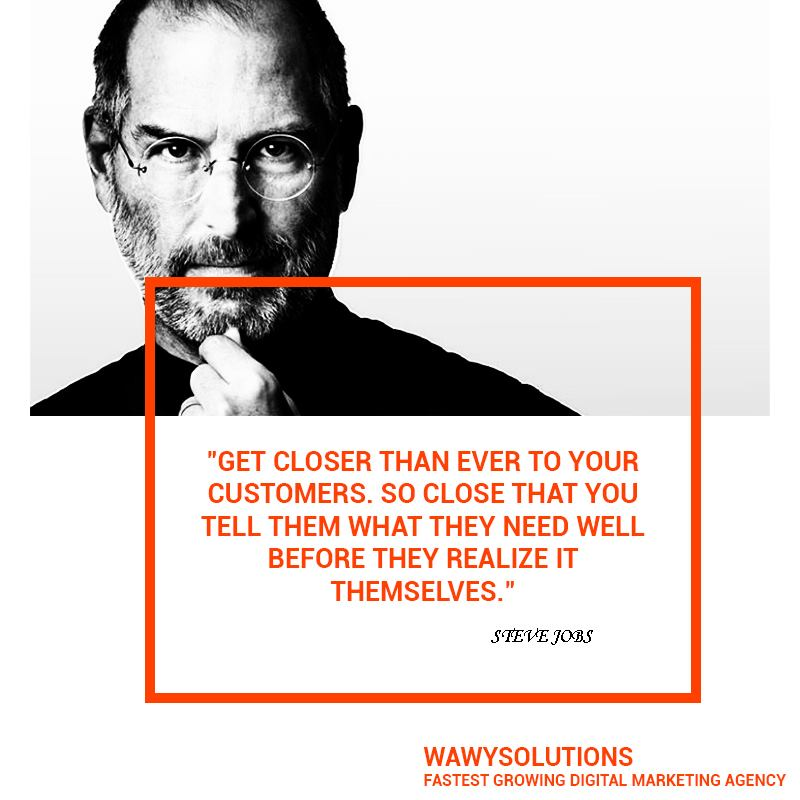 "GET CLOSER THAN EVER TO YOUR
CUSTOMERS. SO CLOSE THAT YOU
TELL THEM WHAT THEY NEED WELL
BEFORE THEY REALIZE IT
THEMSELVES."
STEVE JOBS
WAWYSOLUTIONS
FASTEST GROWING DIGITAL MARKETING AGENCY